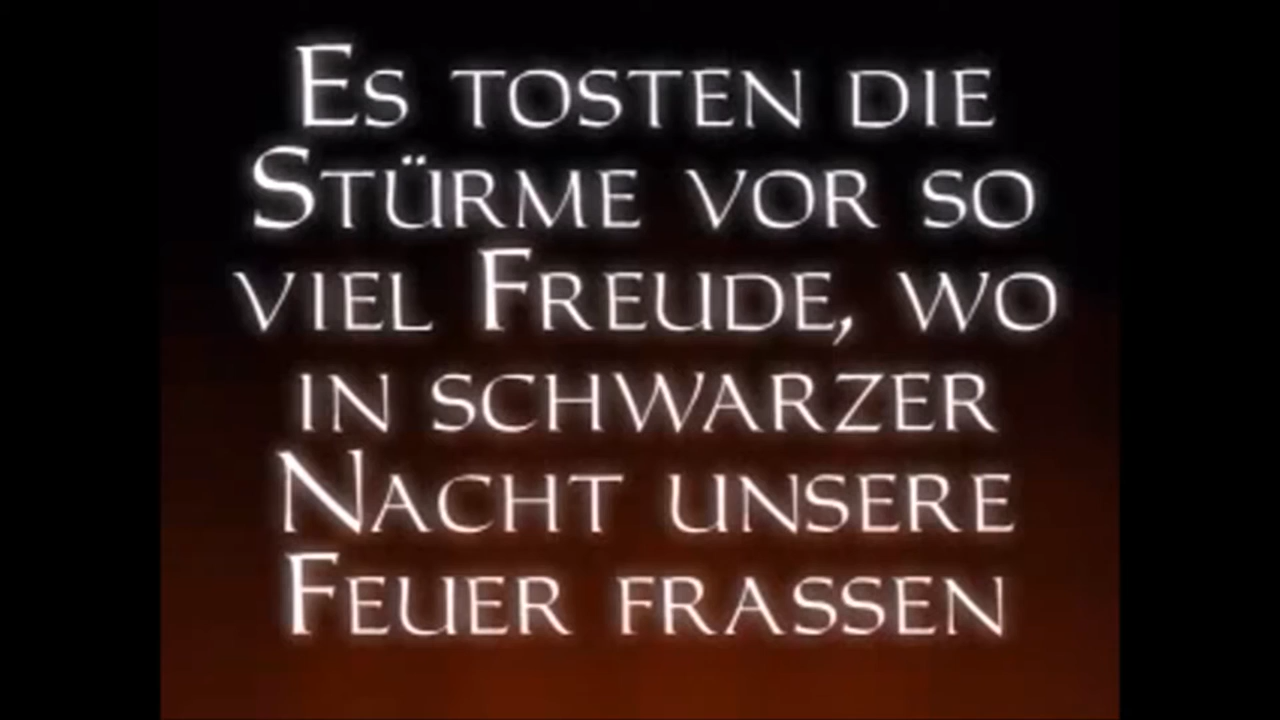 Es tosten die
Stürme vor so
viel Freude, wo
in schwarzer
Nacht unsere
Feuer frassen